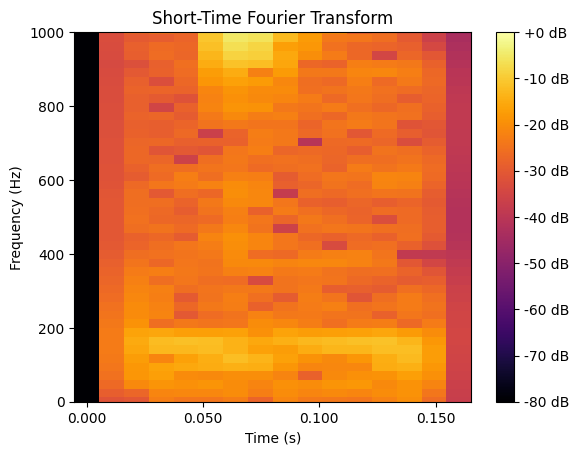 Short-Time Fourier Transform
Frequency (Hz)
1000
800
600
400
200
0
0.000
0.050
0.100
0.150
Time (s)
+0 dB
-10 dB
-20 dB
-30 dB
-40 dB
-50 dB
-60 dB
-70 dB
-80 dB